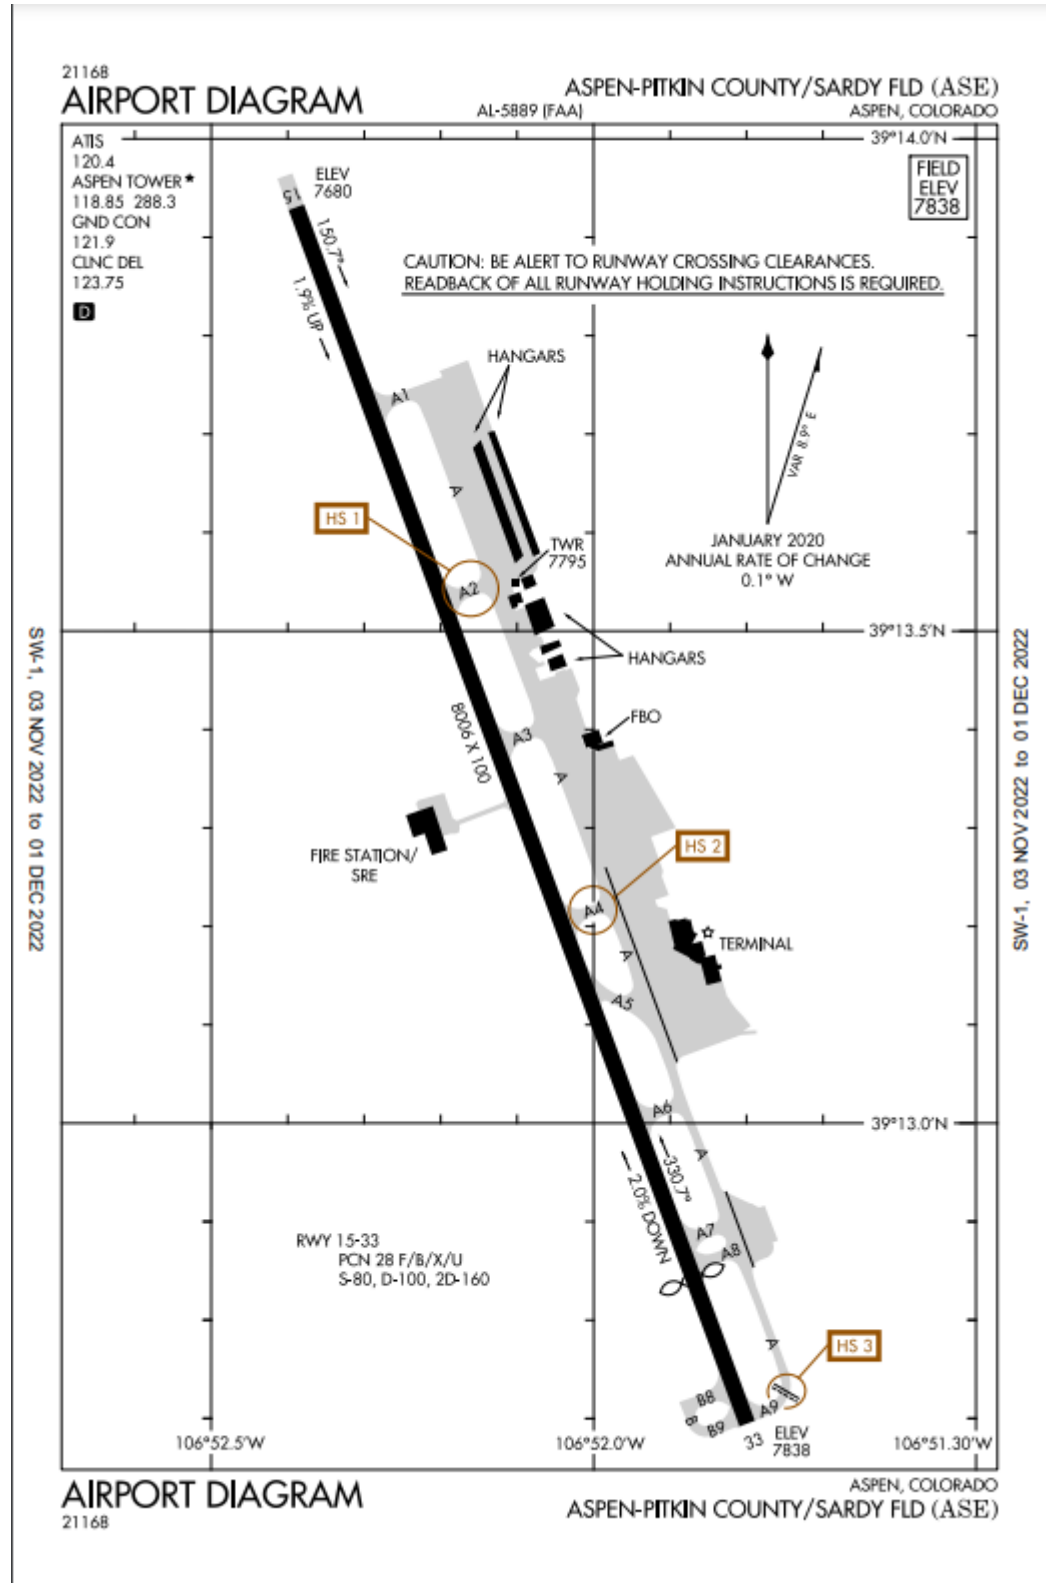 21168
AIRPORT DIAGRAM
AL-5889 (FAA)
ASPEN-PITKIN COUNTY/SARDY FLD (ASE)
ASPEN, COLORADO
ATIS
120.4
ASPEN TOWER★
118.85 288.3
GND CON
121.9
CLNC DEL
123.75
D
39°14.0'N
FIELD
ELEV
7838
15
ELEV
7680
150.7°
1.9% UP
CAUTION: BE ALERT TO RUNWAY CROSSING CLEARANCES.
READBACK OF ALL RUNWAY HOLDING INSTRUCTIONS IS REQUIRED.
HANGARS
VAR 8.9° E
A1
A
HS 1
TWR
7795
JANUARY 2020
ANNUAL RATE OF CHANGE
0.1° W
A2
39°13.5'N
HANGARS
SW-1, 03 NOV 2022 to 01 DEC 2022
SW-1, 03 NOV 2022 to 01 DEC 2022
FBO
8006 X 100
A3
A
FIRE STATION/
SRE
HS 2
A4
TERMINAL
A
A5
A6
39°13.0'N
A
330.7°
2.0% DOWN
RWY 15-33
PCN 28 F/B/X/U
S-80, D-100, 2D-160
A7
A8
A
HS 3
B8
B
B9
A9
33
ELEV
7838
106°52.5'W
106°52.0'W
106°51.30'W
AIRPORT DIAGRAM
21168
ASPEN, COLORADO
ASPEN-PITKIN COUNTY/SARDY FLD (ASE)